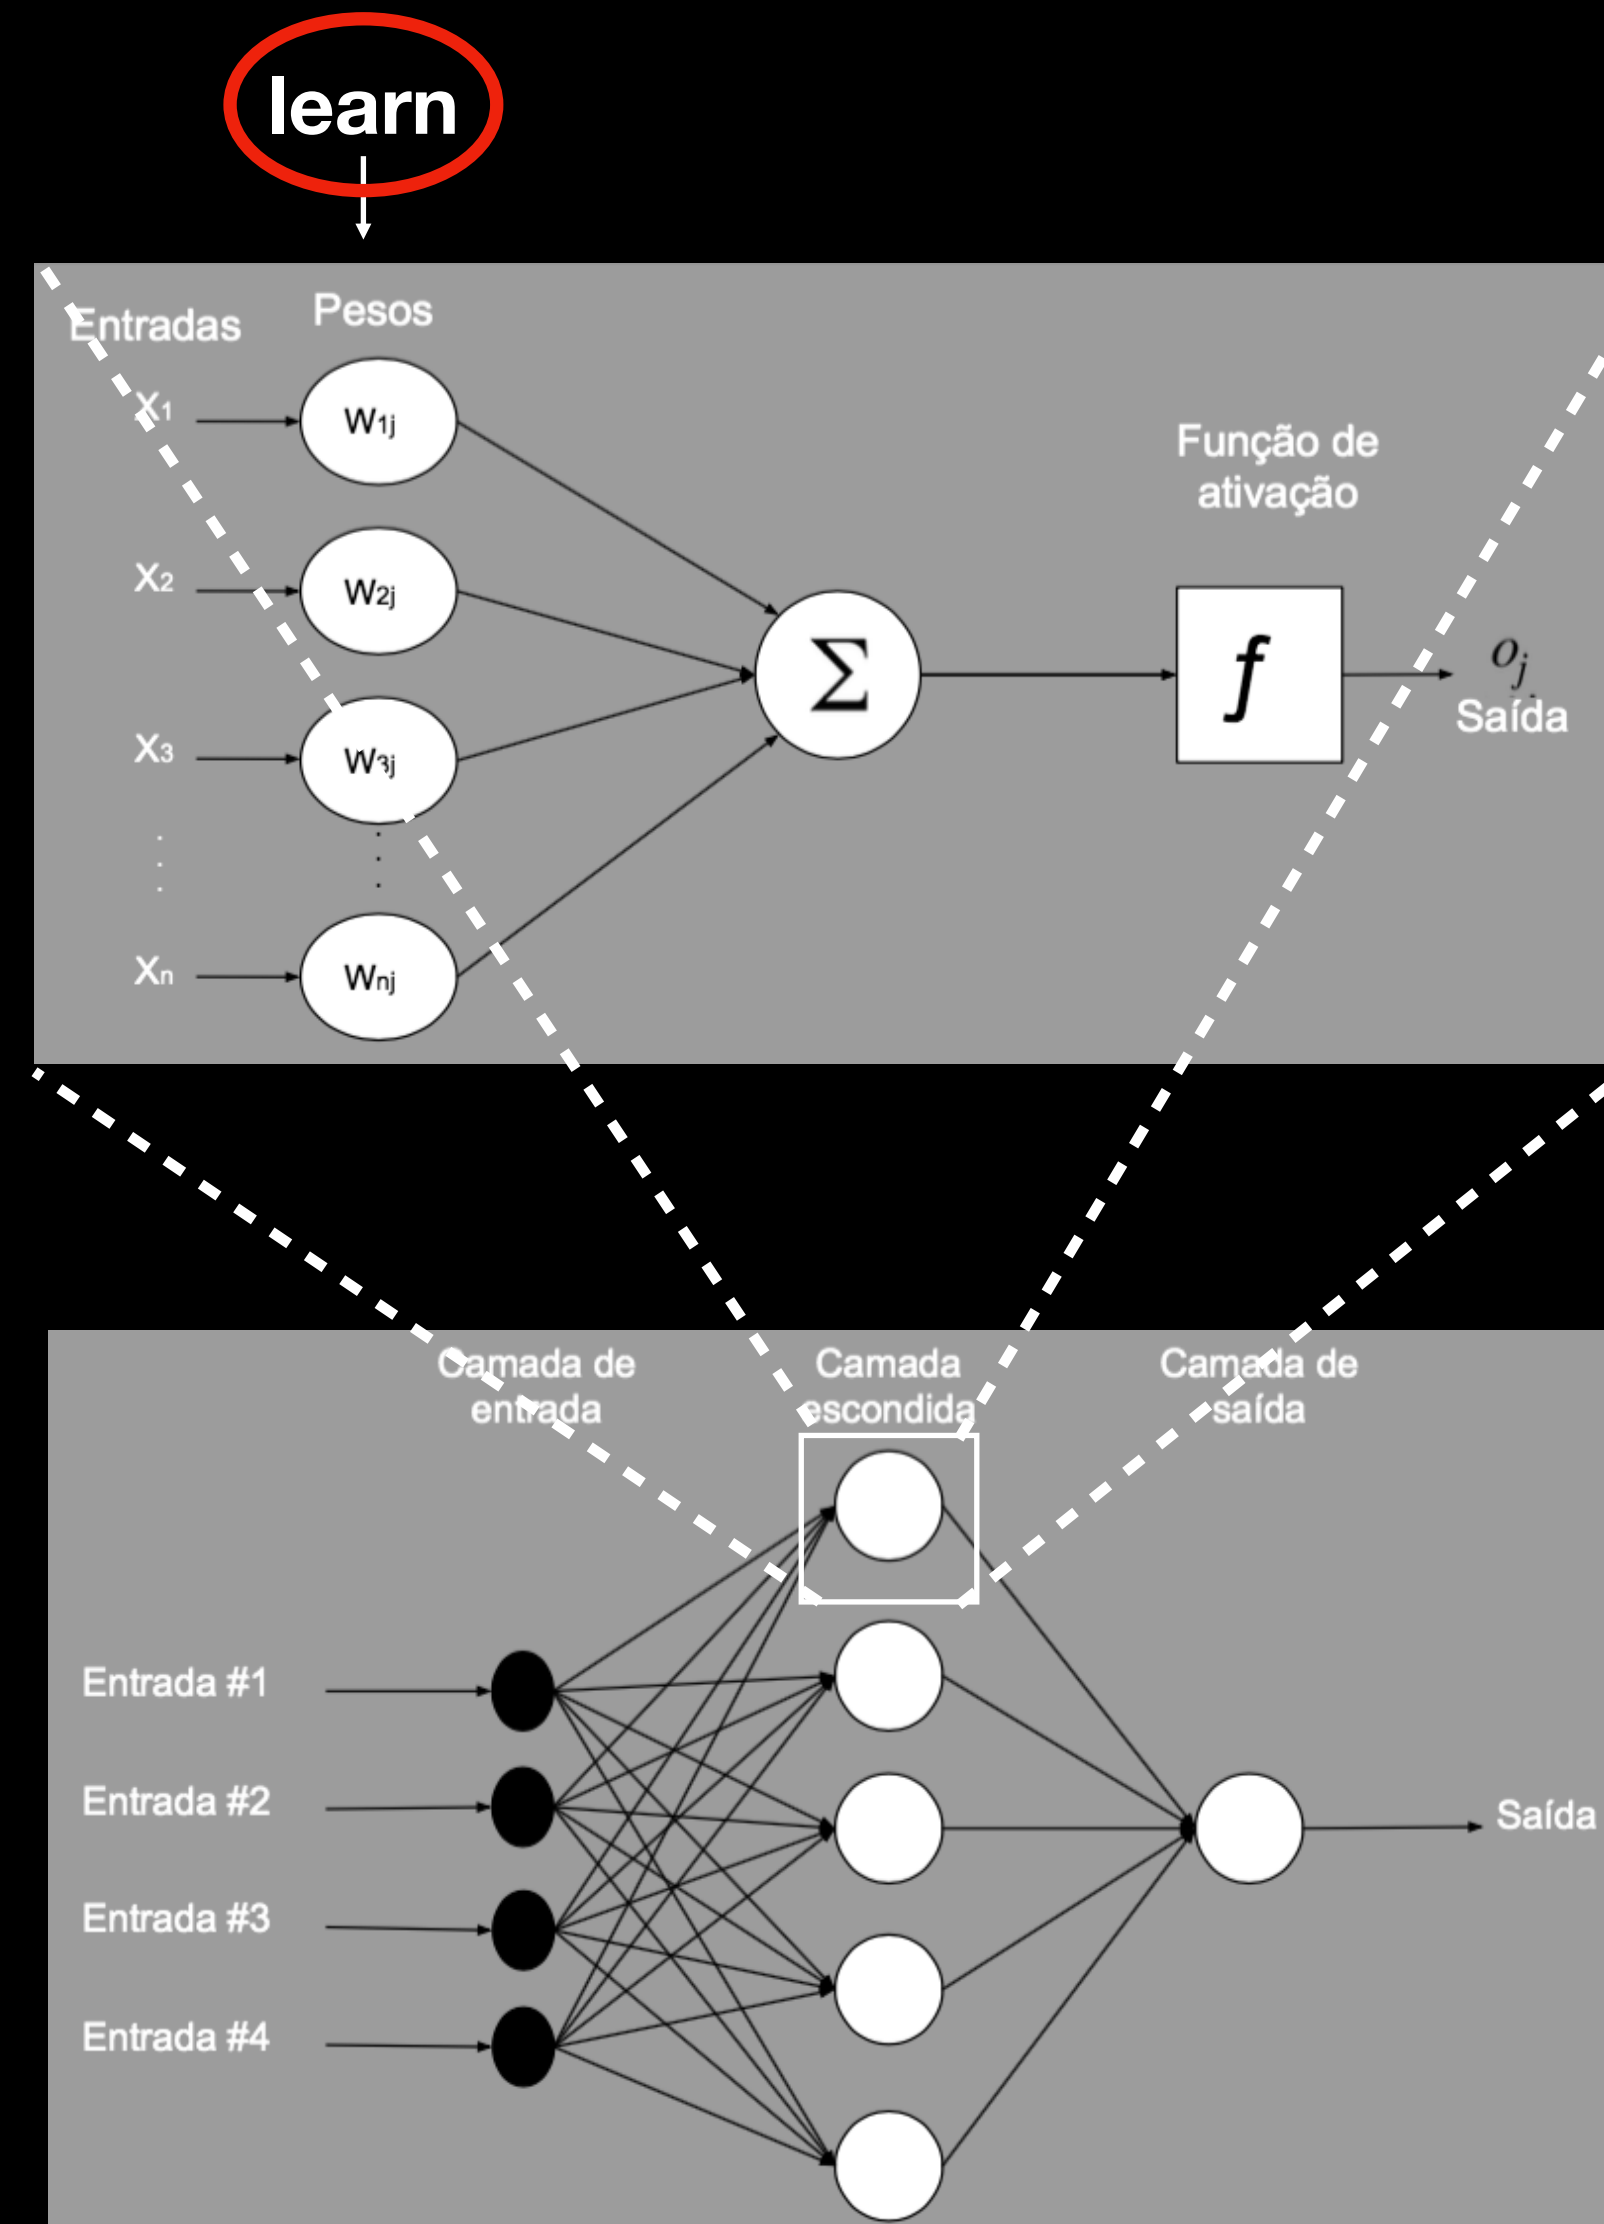 learn
Entradas
Pesos
X1
W1j
Função de
ativação
X2
W2j
Σ
f
oj
Saída
X3
W3j
Xn
Wnj
Camada de
entrada
Camada
escondida
Camada de
saída
Entrada #1
Entrada #2
Saída
Entrada #3
Entrada #4